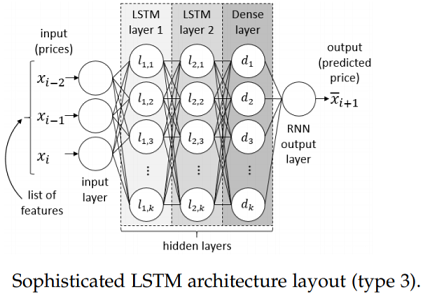 input
(prices)
LSTM
layer 1
LSTM
layer 2
Dense
layer
output
(predicted
price)
x_{i−2}
x_{i−1}
x_i
l_{1,1}
l_{1,2}
l_{1,3}
⋮
l_{1,k}
l_{2,1}
l_{2,2}
l_{2,3}
⋮
l_{2,k}
d_1
d_2
d_3
⋮
d_k
x̅_{i+1}
RNN
output
layer
list of
features
input
layer
hidden layers
Sophisticated LSTM architecture layout (type 3).